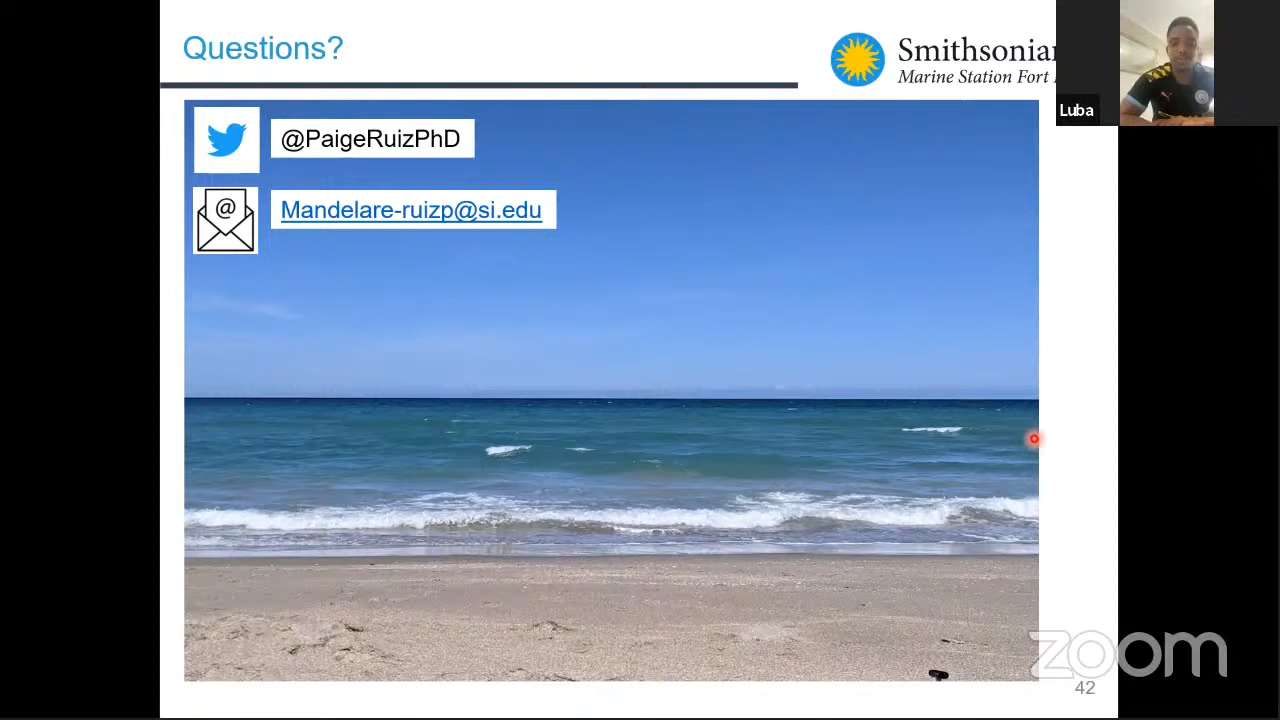 Questions?
Smithsonian
Marine Station Fort
Luba
@PaigeRuizPhD
@
Mandelare-ruizp@si.edu
zoom
42